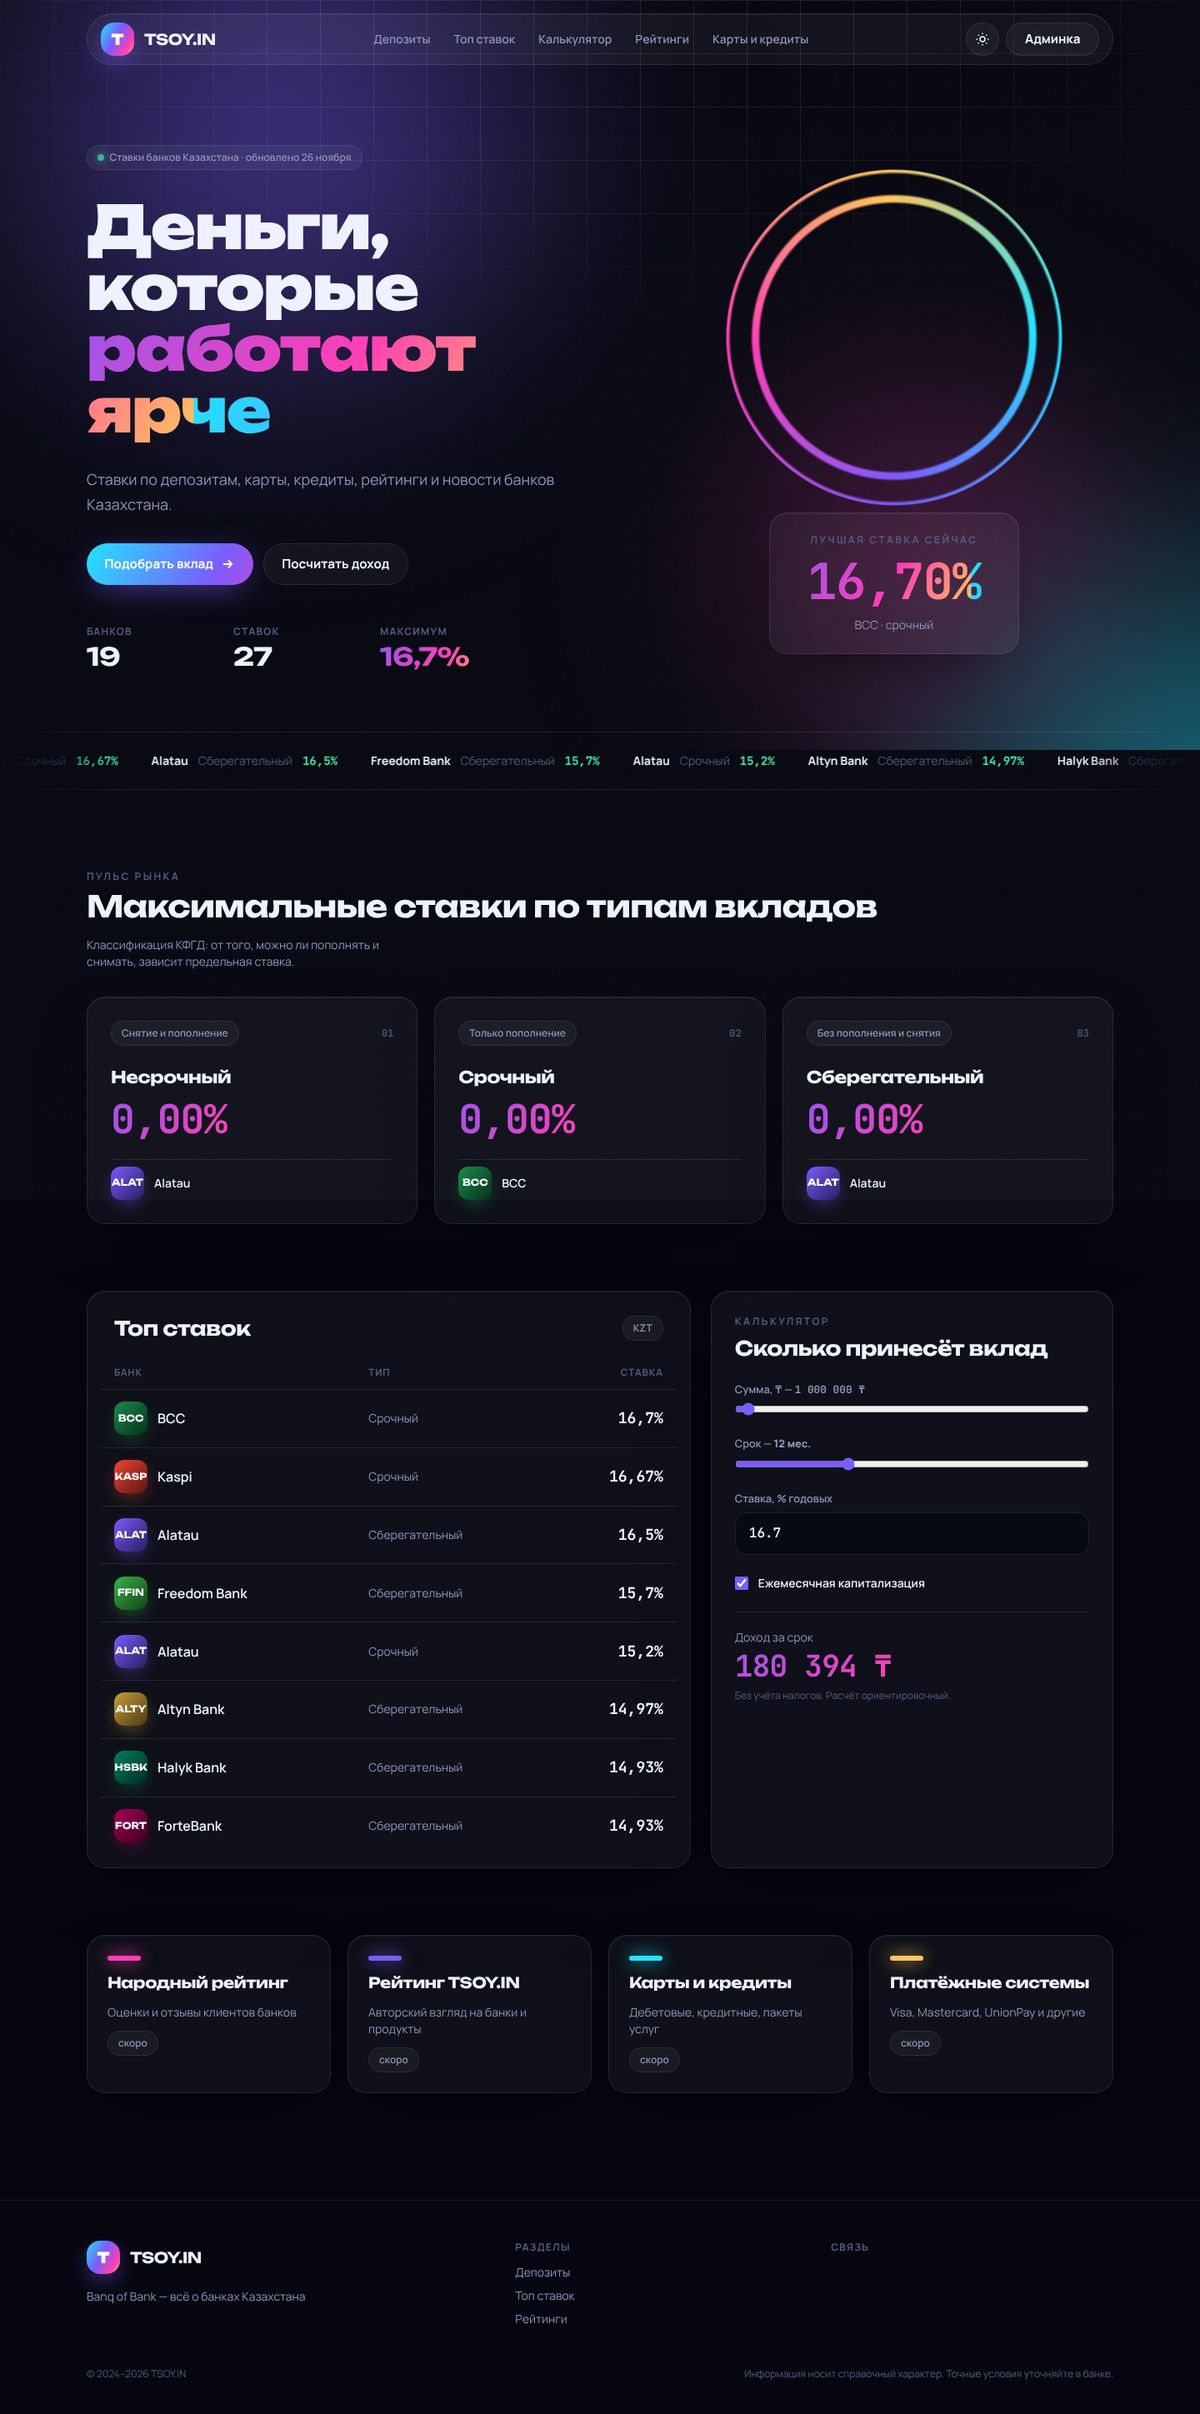 T TSOY.IN Депозиты Топ ставок Калькулятор Рейтинги Карты и кредиты Админка
Ставки банков Казахстана · обновлено 26 ноября
Деньги,
которые
работают
ярче
Ставки по депозитам, карты, кредиты, рейтинги и новости банков
Казахстана.
Подобрать вклад → Посчитать доход
БАНКОВ СТАВОК МАКСИМУМ
19 27 16,7%
ЛУЧШАЯ СТАВКА СЕЙЧАС
16,70%
BCC · срочный
Срочный 16,67% Alatau Сберегательный 16,5% Freedom Bank Сберегательный 15,7% Alatau Срочный 15,2% Altyn Bank Сберегательный 14,97% Halyk Bank
ПУЛЬС РЫНКА
Максимальные ставки по типам вкладов
Классификация КФГД: от того, можно ли пополнять и
снимать, зависит предельная ставка.
Снятие и пополнение 01
Несрочный
0,00%
ALAT Alatau
Только пополнение 02
Срочный
0,00%
BCC BCC
Без пополнения и снятия 03
Сберегательный
0,00%
ALAT Alatau
Топ ставок KZT
БАНК ТИП СТАВКА
BCC BCC Срочный 16,7%
KASP Kaspi Срочный 16,67%
ALAT Alatau Сберегательный 16,5%
FFIN Freedom Bank Сберегательный 15,7%
ALAT Alatau Срочный 15,2%
ALTY Altyn Bank Сберегательный 14,97%
HSBK Halyk Bank Сберегательный 14,93%
FORT ForteBank Сберегательный 14,93%
КАЛЬКУЛЯТОР
Сколько принесёт вклад
Сумма, ₸ — 1 000 000 ₸
Срок — 12 мес.
Ставка, % годовых
16.7
Ежемесячная капитализация
Доход за срок
180 394 ₸
Без учёта налогов. Расчёт ориентировочный.
Народный рейтинг
Оценки и отзывы клиентов банков
скоро
Рейтинг TSOY.IN
Авторский взгляд на банки и
продукты
скоро
Карты и кредиты
Дебетовые, кредитные, пакеты
услуг
скоро
Платёжные системы
Visa, Mastercard, UnionPay и другие
скоро
T TSOY.IN
Banq of Bank — всё о банках Казахстана
РАЗДЕЛЫ
Депозиты
Топ ставок
Рейтинги
СВЯЗЬ
© 2024–2026 TSOY.IN Информация носит справочный характер. Точные условия уточняйте в банке.